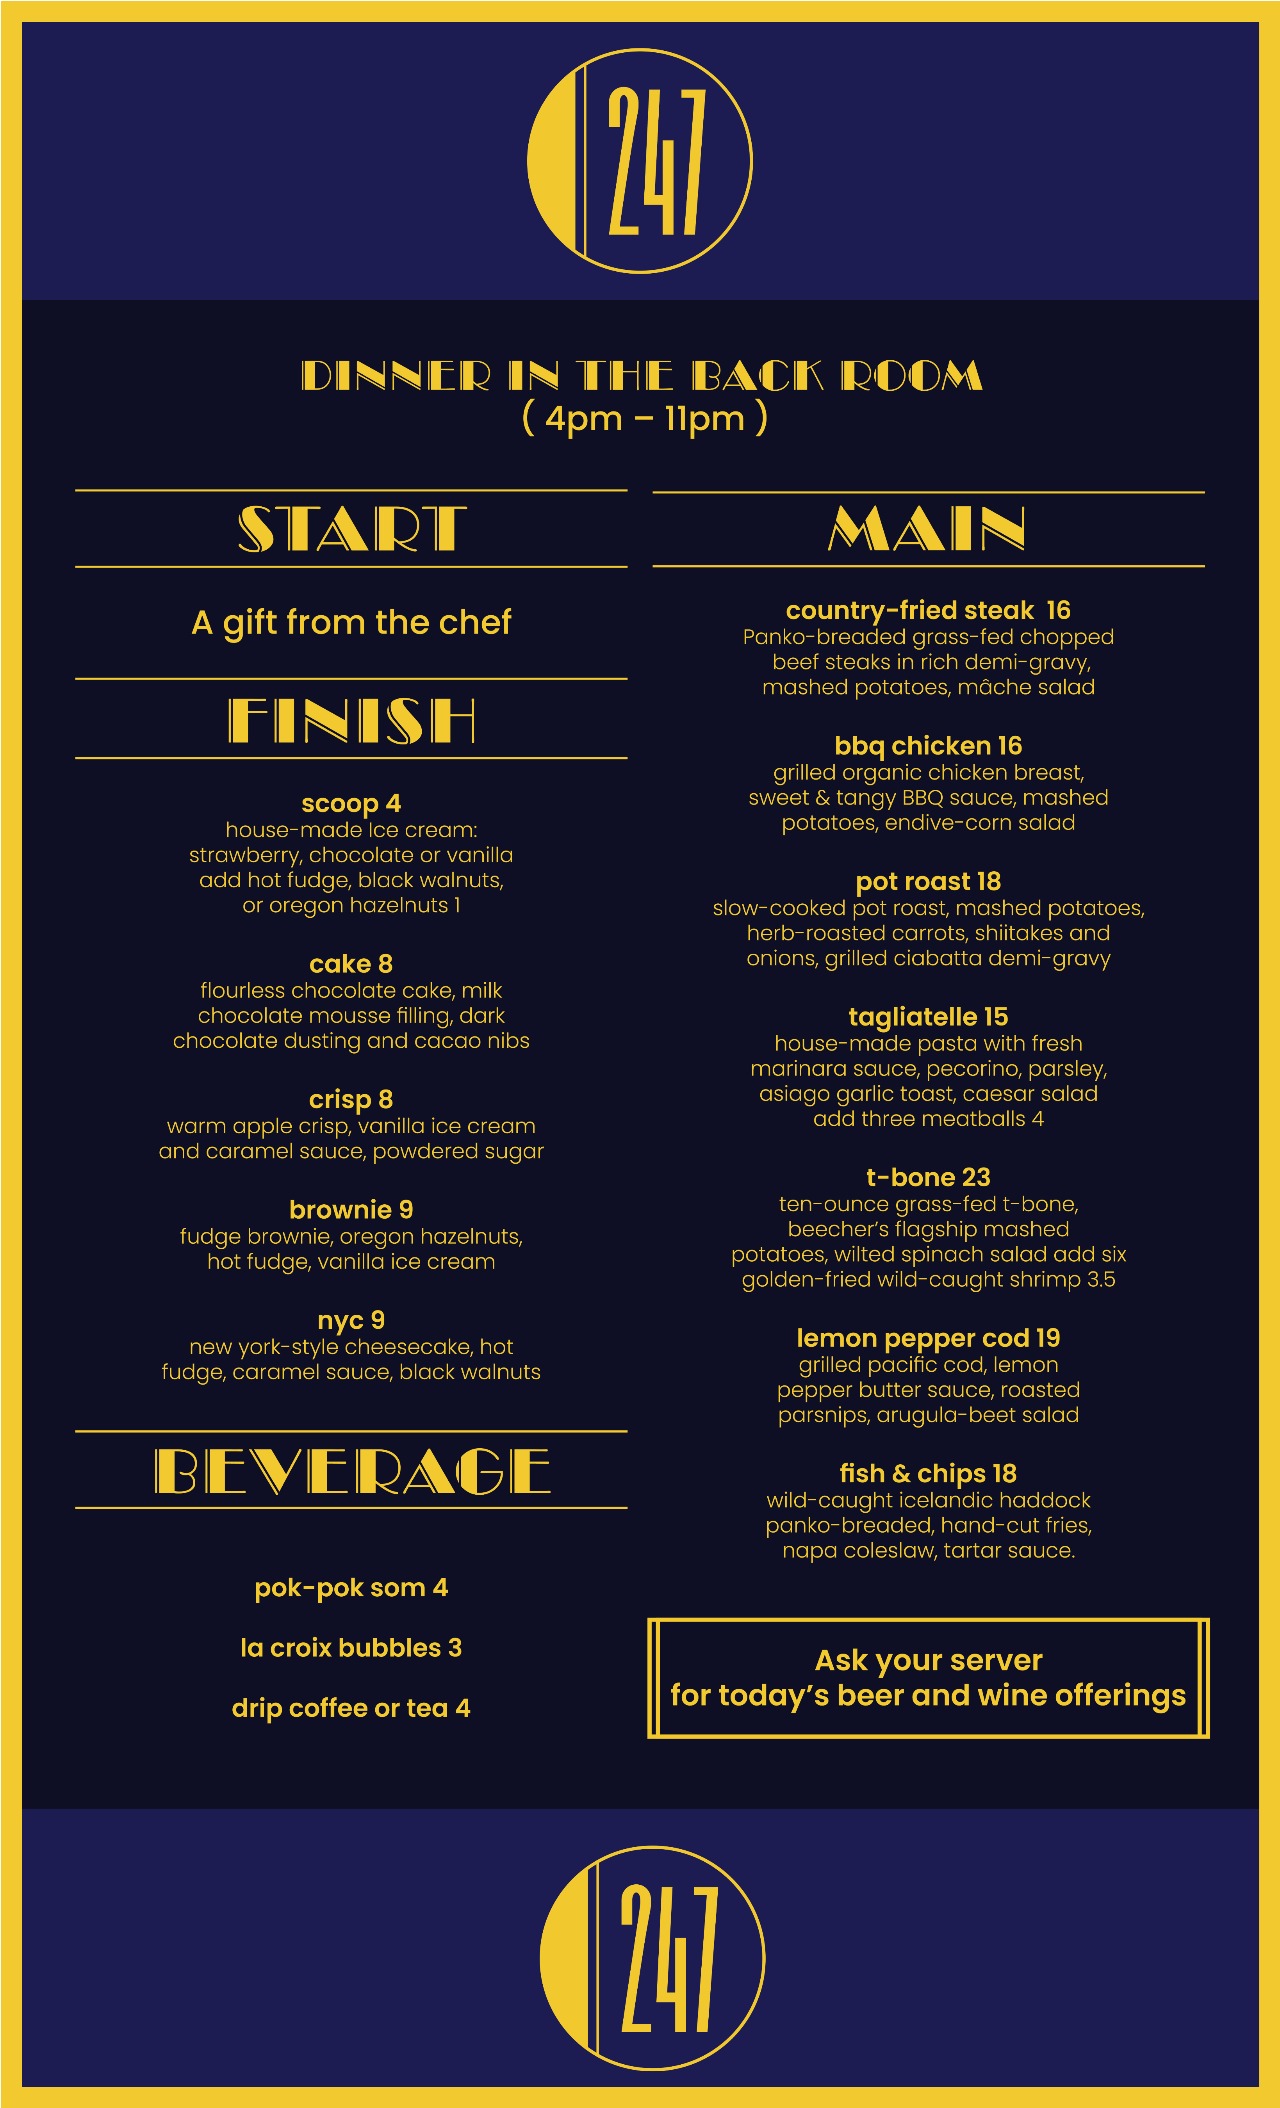 247
DINNER IN THE BACK ROOM
( 4pm – 11pm )
START
A gift from the chef
FINISH
scoop 4
house-made Ice cream:
strawberry, chocolate or vanilla
add hot fudge, black walnuts,
or oregon hazelnuts 1
cake 8
flourless chocolate cake, milk
chocolate mousse filling, dark
chocolate dusting and cacao nibs
crisp 8
warm apple crisp, vanilla ice cream
and caramel sauce, powdered sugar
brownie 9
fudge brownie, oregon hazelnuts,
hot fudge, vanilla ice cream
nyc 9
new york-style cheesecake, hot
fudge, caramel sauce, black walnuts
BEVERAGE
pok-pok som 4
la croix bubbles 3
drip coffee or tea 4
MAIN
country-fried steak 16
Panko-breaded grass-fed chopped
beef steaks in rich demi-gravy,
mashed potatoes, mâche salad
bbq chicken 16
grilled organic chicken breast,
sweet & tangy BBQ sauce, mashed
potatoes, endive-corn salad
pot roast 18
slow-cooked pot roast, mashed potatoes,
herb-roasted carrots, shiitakes and
onions, grilled ciabatta demi-gravy
tagliatelle 15
house-made pasta with fresh
marinara sauce, pecorino, parsley,
asiago garlic toast, caesar salad
add three meatballs 4
t-bone 23
ten-ounce grass-fed t-bone,
beecher’s flagship mashed
potatoes, wilted spinach salad add six
golden-fried wild-caught shrimp 3.5
lemon pepper cod 19
grilled pacific cod, lemon
pepper butter sauce, roasted
parsnips, arugula-beet salad
fish & chips 18
wild-caught icelandic haddock
panko-breaded, hand-cut fries,
napa coleslaw, tartar sauce.
Ask your server
for today’s beer and wine offerings
247